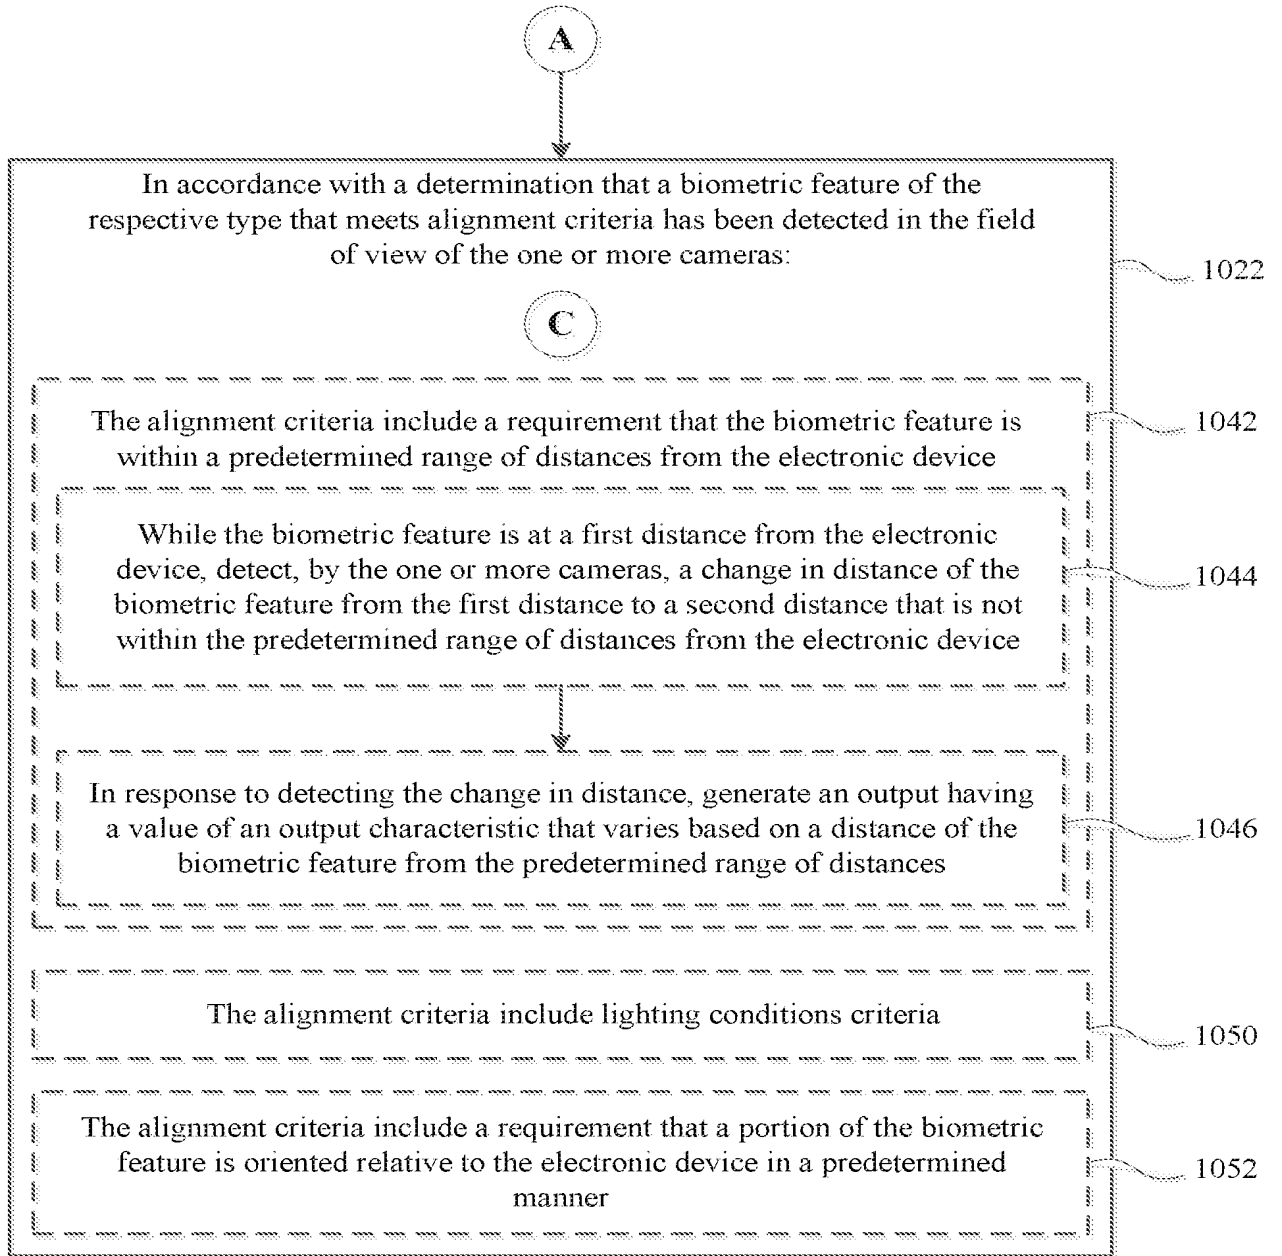 A
In accordance with a determination that a biometric feature of the
respective type that meets alignment criteria has been detected in the field
of view of the one or more cameras:
1022
C
The alignment criteria include a requirement that the biometric feature is
within a predetermined range of distances from the electronic device
1042
While the biometric feature is at a first distance from the electronic
device, detect, by the one or more cameras, a change in distance of the
biometric feature from the first distance to a second distance that is not
within the predetermined range of distances from the electronic device
1044
In response to detecting the change in distance, generate an output having
a value of an output characteristic that varies based on a distance of the
biometric feature from the predetermined range of distances
1046
The alignment criteria include lighting conditions criteria
1050
The alignment criteria include a requirement that a portion of the biometric
feature is oriented relative to the electronic device in a predetermined
manner
1052